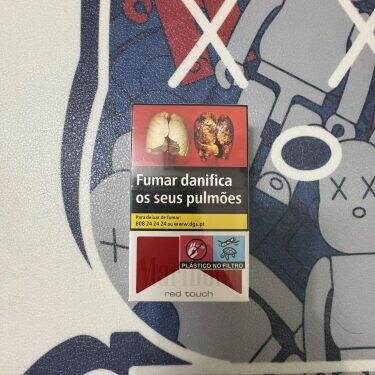 Fumar danifica
os seus pulmões
Para deixar de fumar:
808 24 24 24 ou www.dgs.pt
PLÁSTICO NO FILTRO
Marlboro
red touch